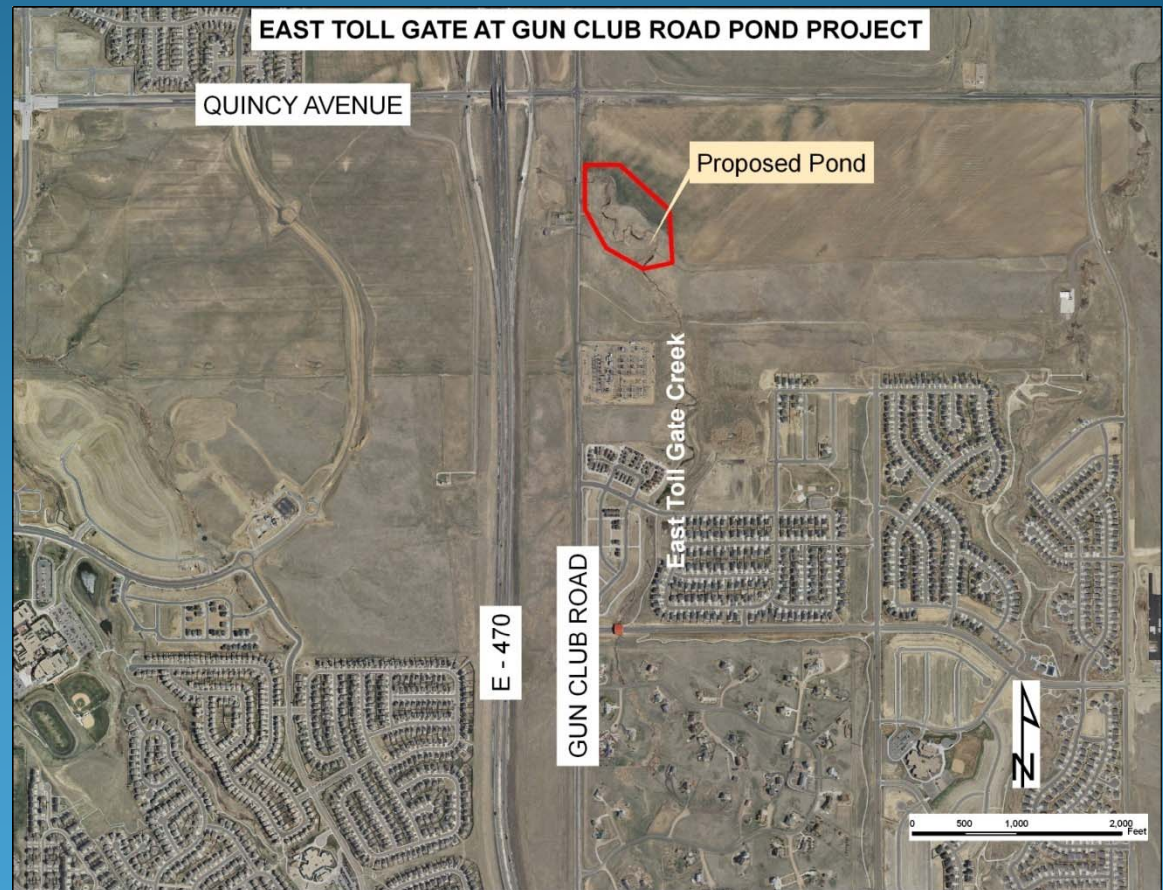 EAST TOLL GATE AT GUN CLUB ROAD POND PROJECT
QUINCY AVENUE
Proposed Pond
East Toll Gate Creek
E - 470
GUN CLUB ROAD
N
0 500 1,000 2,000
Feet